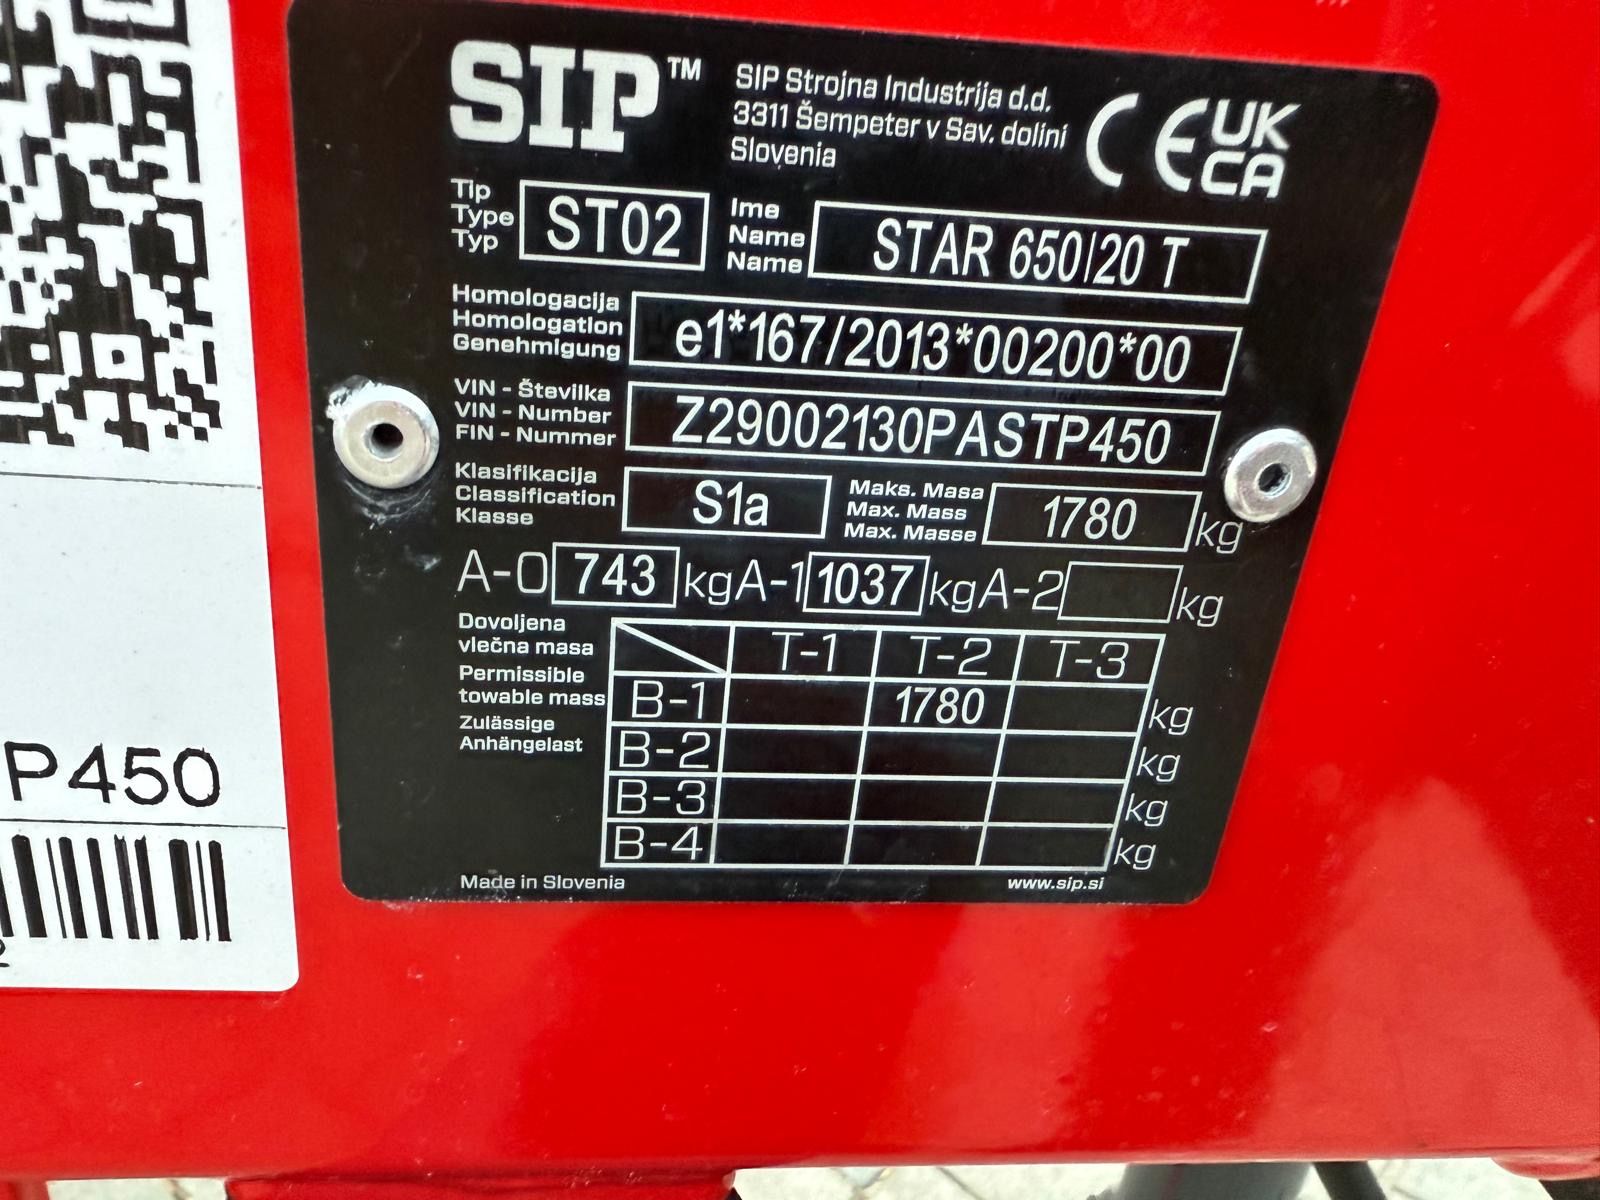 SIP™
SIP Strojna Industrija d.d.
3311 Šempeter v Sav. dolini
Slovenia
CE UK
CA
Tip
Type
Typ
ST02
Ime
Name
Name
STAR 650/20 T
Homologacija
Homologation
Genehmigung
e1*167/2013*00200*00
VIN - Številka
VIN - Number
FIN - Nummer
Z29002130PASTP450
Klasifikacija
Classification
Klasse
S1a
Maks. Masa
Max. Mass
Max. Masse
1780 kg
A-0 743 kg A-1 1037 kg A-2 kg
Dovoljena
vlečna masa
Permissible
towable mass
Zulässige
Anhängelast
T-1 T-2 T-3
B-1 1780 kg
B-2 kg
B-3 kg
B-4 kg
Made in Slovenia
www.sip.si
P450
2